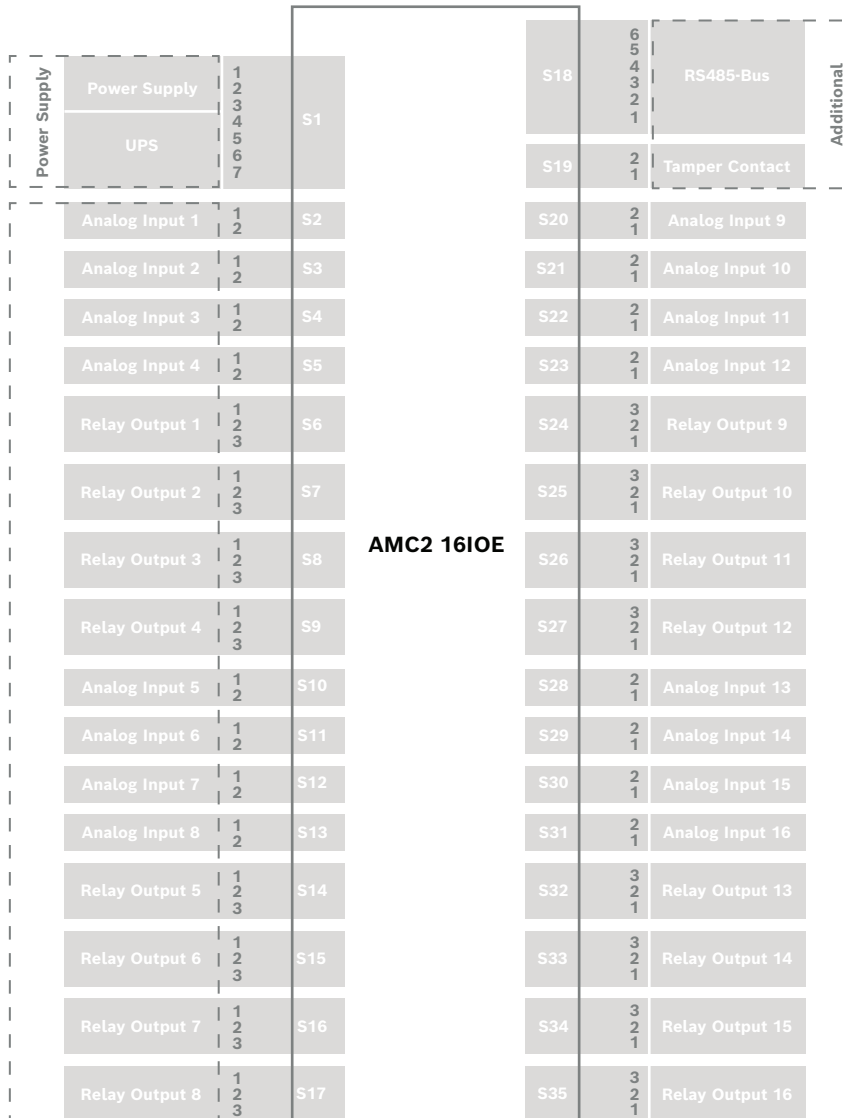 AMC2 16IOE
Power Supply
Power Supply
UPS
1
2
3
4
5
6
7
S1
Analog Input 1
1
2
S2
Analog Input 2
1
2
S3
Analog Input 3
1
2
S4
Analog Input 4
1
2
S5
Relay Output 1
1
2
3
S6
Relay Output 2
1
2
3
S7
Relay Output 3
1
2
3
S8
Relay Output 4
1
2
3
S9
Analog Input 5
1
2
S10
Analog Input 6
1
2
S11
Analog Input 7
1
2
S12
Analog Input 8
1
2
S13
Relay Output 5
1
2
3
S14
Relay Output 6
1
2
3
S15
Relay Output 7
1
2
3
S16
Relay Output 8
1
2
3
S17
S18
6
5
4
3
2
1
RS485-Bus
Additional
S19
2
1
Tamper Contact
S20
2
1
Analog Input 9
S21
2
1
Analog Input 10
S22
2
1
Analog Input 11
S23
2
1
Analog Input 12
S24
3
2
1
Relay Output 9
S25
3
2
1
Relay Output 10
S26
3
2
1
Relay Output 11
S27
3
2
1
Relay Output 12
S28
2
1
Analog Input 13
S29
2
1
Analog Input 14
S30
2
1
Analog Input 15
S31
2
1
Analog Input 16
S32
3
2
1
Relay Output 13
S33
3
2
1
Relay Output 14
S34
3
2
1
Relay Output 15
S35
3
2
1
Relay Output 16